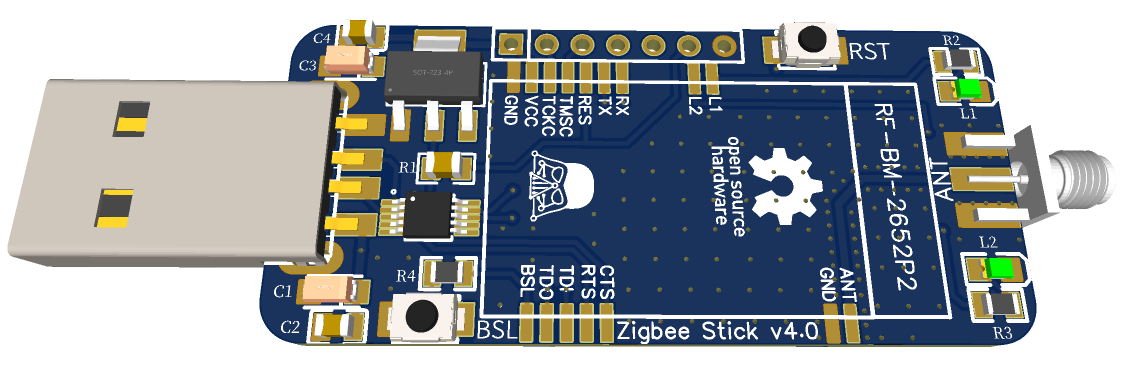 C4
C3
SOT-223 4P
RST
R2
L1
GND
VCC
TCKC
TMSC
RES
TX
RX
L2
L1
open source
hardware
RF-BM-2652P2
ANT
R1
R4
C1
C2
BSL
BSL
TDO
TDI
RTS
CTS
Zigbee Stick v4.0
GND
ANT
L2
R3